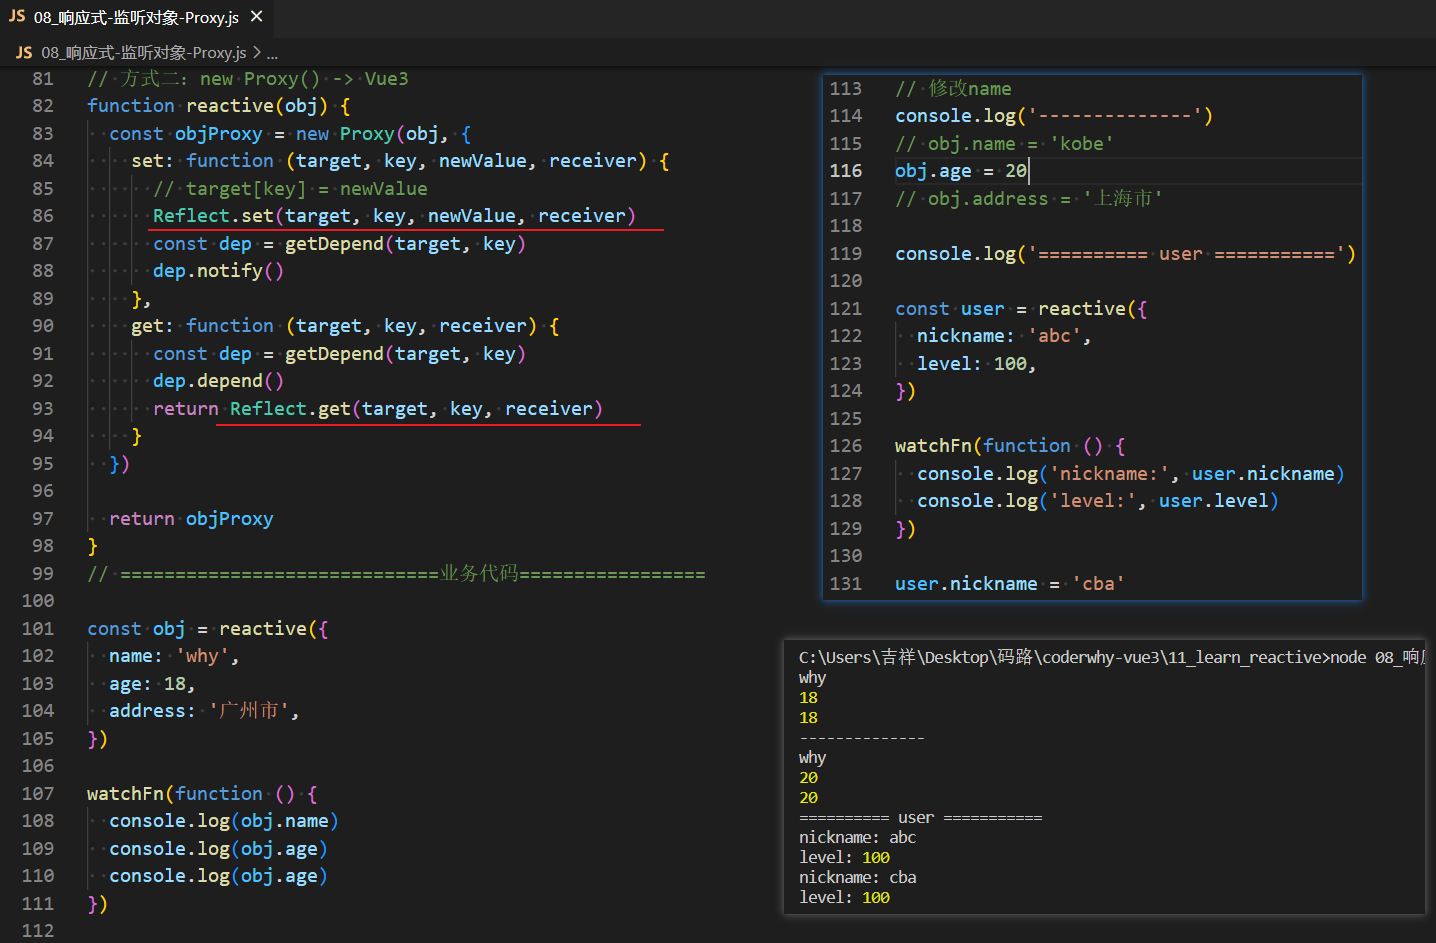 JS 08_响应式-监听对象-Proxy.js ×
JS 08_响应式-监听对象-Proxy.js > ...
81 // 方式二: new Proxy() -> Vue3
82 function reactive(obj) {
83 const objProxy = new Proxy(obj, {
84 set: function (target, key, newValue, receiver) {
85 // target[key] = newValue
86 Reflect.set(target, key, newValue, receiver)
87 const dep = getDepend(target, key)
88 dep.notify()
89 },
90 get: function (target, key, receiver) {
91 const dep = getDepend(target, key)
92 dep.depend()
93 return Reflect.get(target, key, receiver)
94 }
95 })
96
97 return objProxy
98 }
99 // =============================业务代码=================
100
101 const obj = reactive({
102 name: 'why',
103 age: 18,
104 address: '广州市',
105 })
106
107 watchFn(function () {
108 console.log(obj.name)
109 console.log(obj.age)
110 console.log(obj.age)
111 })
112
113 // 修改name
114 console.log('--------------')
115 // obj.name = 'kobe'
116 obj.age = 20
117 // obj.address = '上海市'
118
119 console.log('========== user ===========')
120
121 const user = reactive({
122 nickname: 'abc',
123 level: 100,
124 })
125
126 watchFn(function () {
127 console.log('nickname:', user.nickname)
128 console.log('level:', user.level)
129 })
130
131 user.nickname = 'cba'
C:\Users\吉祥\Desktop\码路\coderwhy-vue3\11_learn_reactive>node 08_响
why
18
18
--------------
why
20
20
========== user ===========
nickname: abc
level: 100
nickname: cba
level: 100